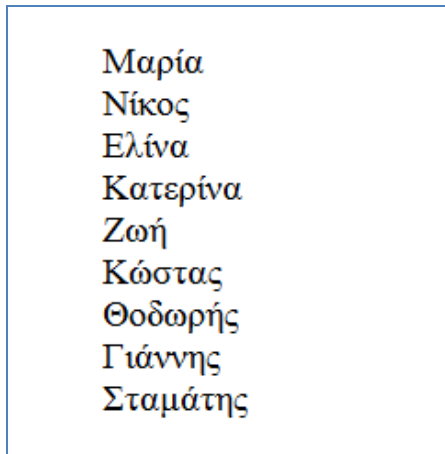 Μαρία
Νίκος
Ελίνα
Κατερίνα
Ζωή
Κώστας
Θοδωρής
Γιάννης
Σταμάτης